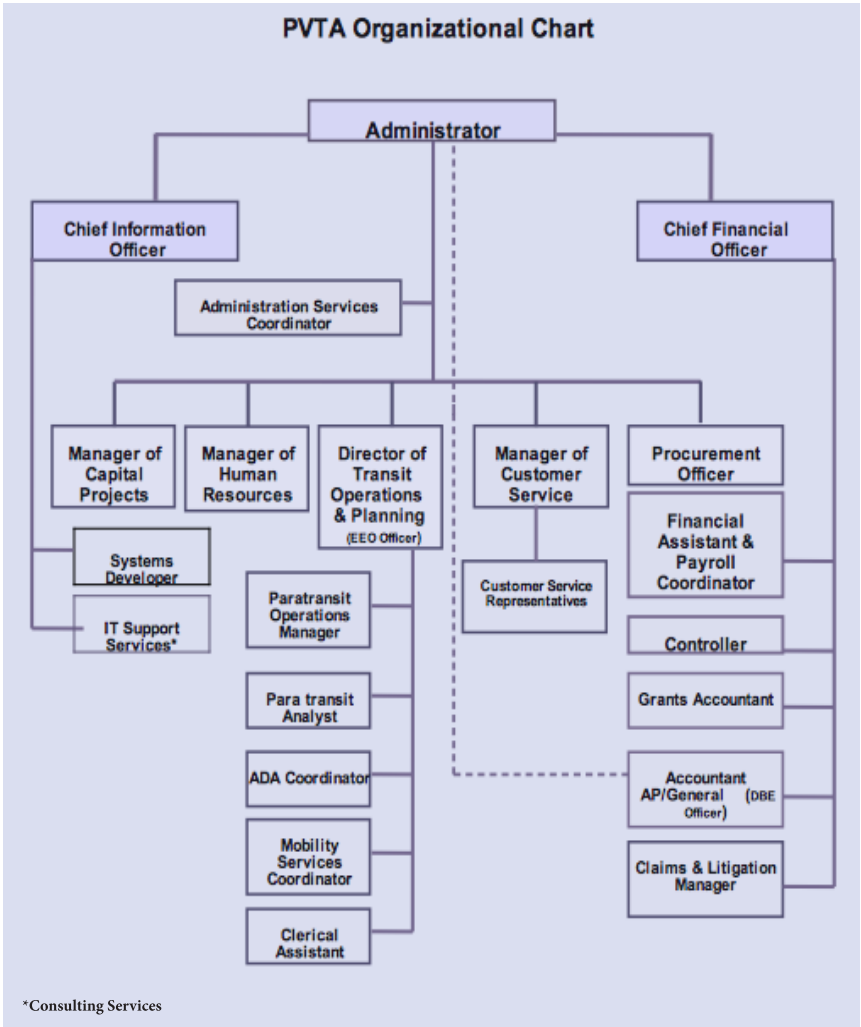 PVTA Organizational Chart
Administrator
Chief Information
Officer
Chief Financial
Officer
Administration Services
Coordinator
Manager of
Capital
Projects
Manager of
Human
Resources
Director of
Transit
Operations
& Planning
(EEO Officer)
Manager of
Customer
Service
Procurement
Officer
Systems
Developer
IT Support
Services*
Paratransit
Operations
Manager
Para transit
Analyst
ADA Coordinator
Mobility
Services
Coordinator
Clerical
Assistant
Customer Service
Representatives
Financial
Assistant &
Payroll
Coordinator
Controller
Grants Accountant
Accountant
AP/General (DBE
Officer)
Claims & Litigation
Manager
*Consulting Services